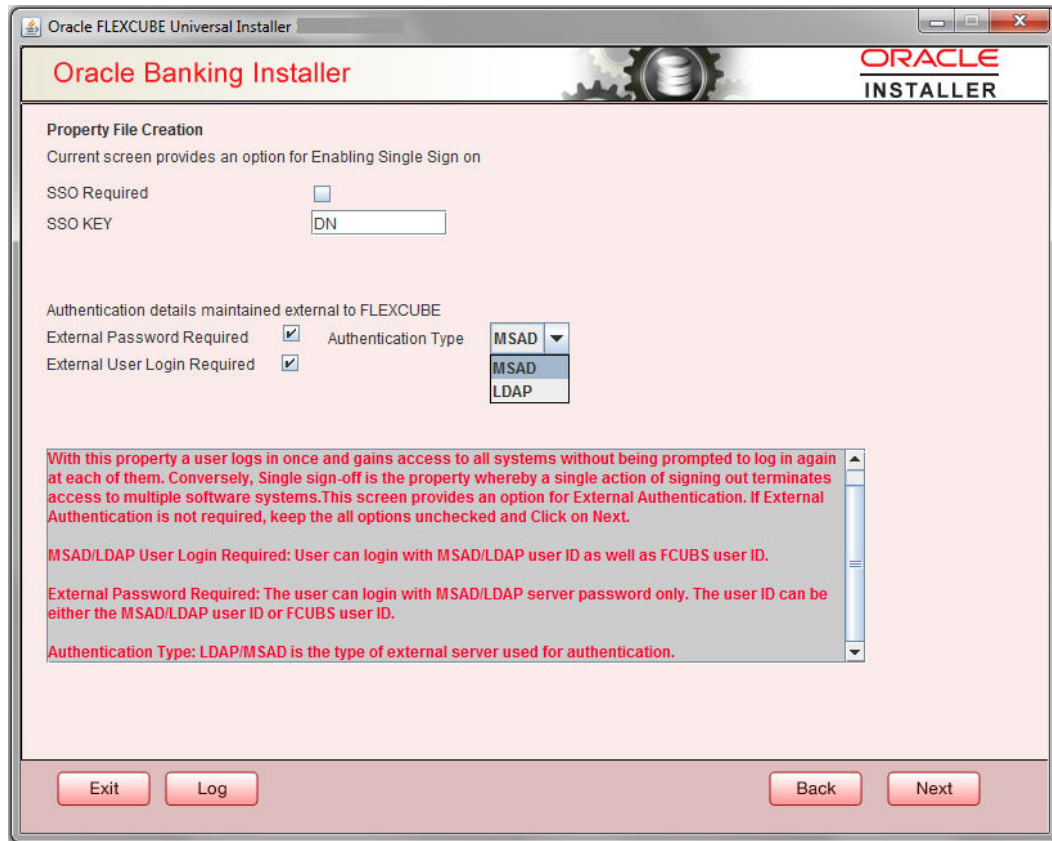 Oracle FLEXCUBE Universal Installer
Oracle Banking Installer
ORACLE
INSTALLER
Property File Creation
Current screen provides an option for Enabling Single Sign on
SSO Required
SSO KEY DN
Authentication details maintained external to FLEXCUBE
External Password Required Authentication Type MSAD
External User Login Required MSAD
LDAP
With this property a user logs in once and gains access to all systems without being prompted to log in again
at each of them. Conversely, Single sign-off is the property whereby a single action of signing out terminates
access to multiple software systems.This screen provides an option for External Authentication. If External
Authentication is not required, keep the all options unchecked and Click on Next.
MSAD/LDAP User Login Required: User can login with MSAD/LDAP user ID as well as FCUBS user ID.
External Password Required: The user can login with MSAD/LDAP server password only. The user ID can be
either the MSAD/LDAP user ID or FCUBS user ID.
Authentication Type: LDAP/MSAD is the type of external server used for authentication.
Exit Log Back Next